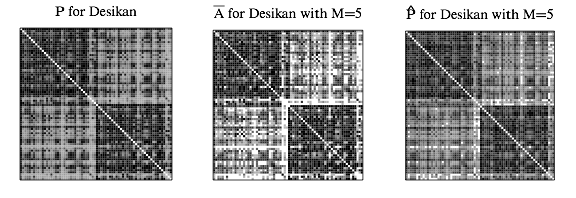 P for Desikan
A̅ for Desikan with M=5
P̂ for Desikan with M=5